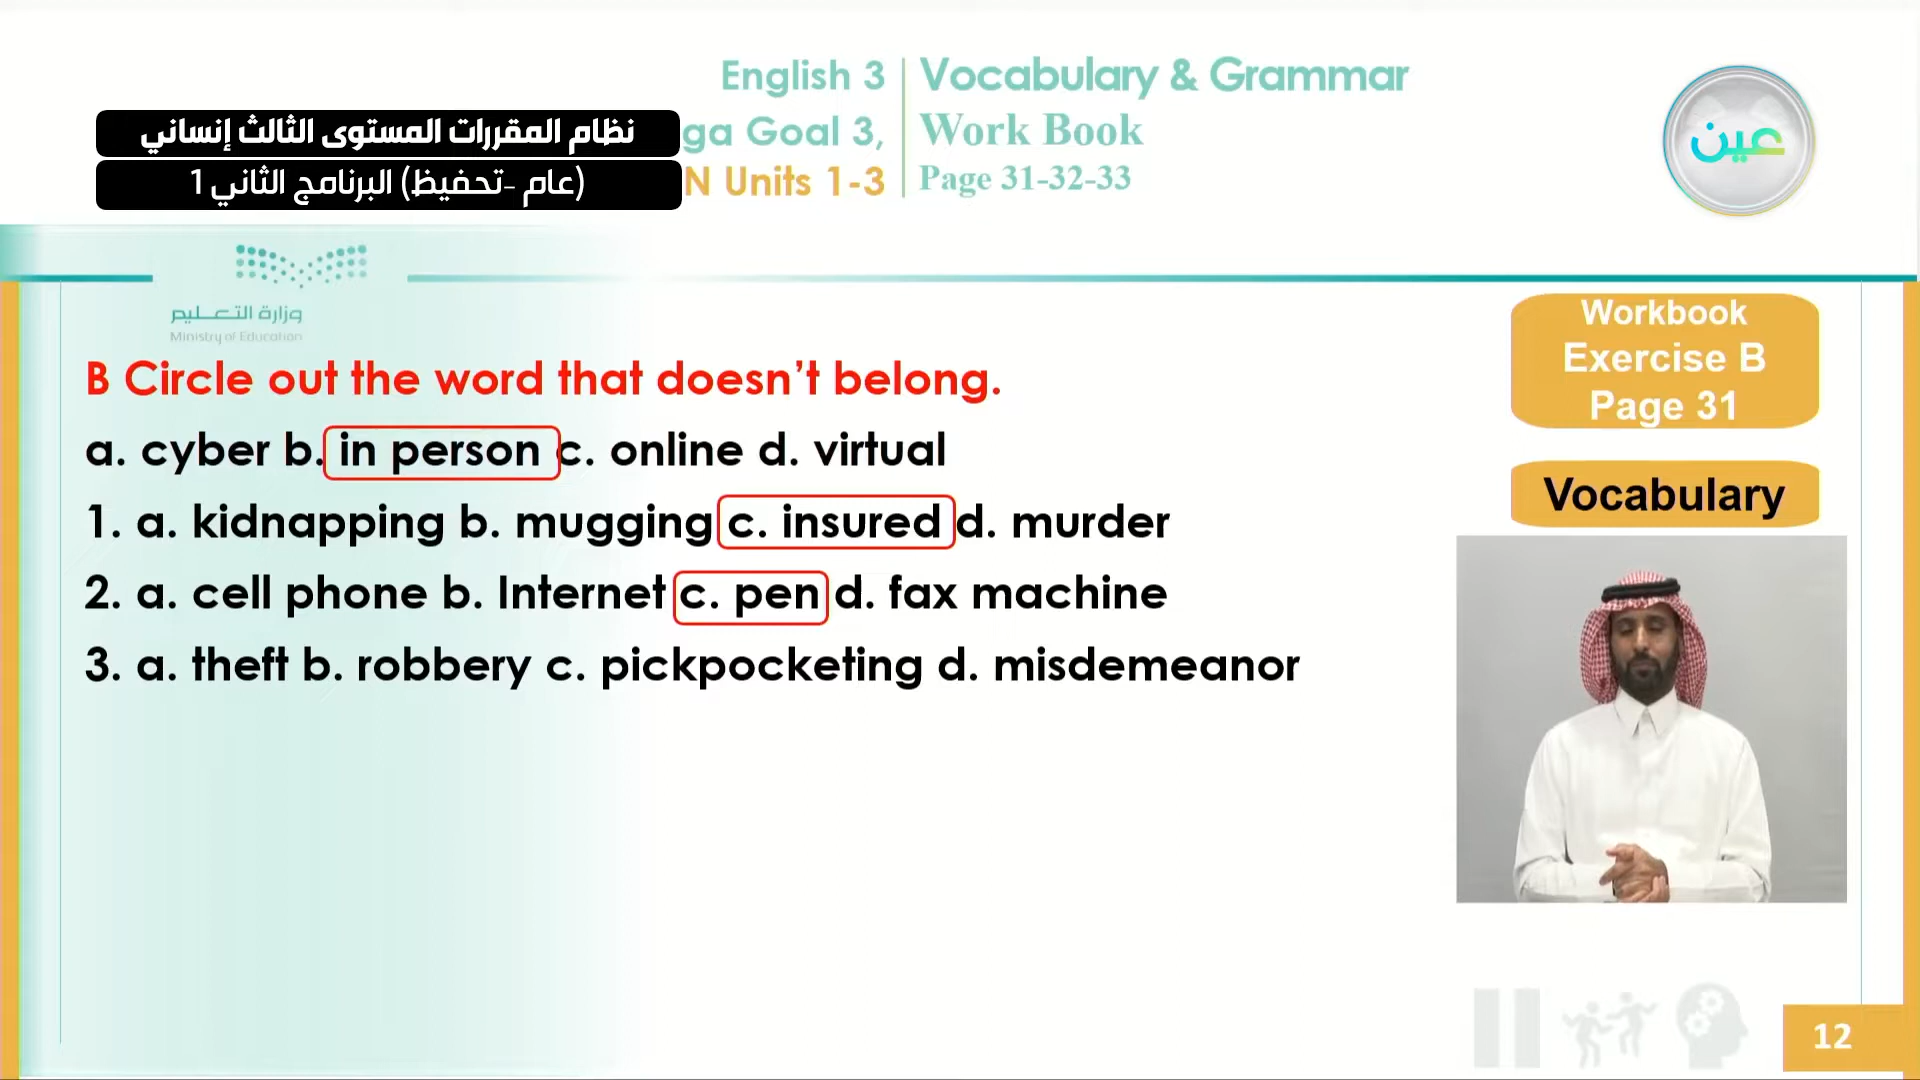 English 3
Vocabulary & Grammar
نظام المقررات المستوى الثالث إنساني
ga Goal 3,
Work Book
(عام -تحفيظ) البرنامج الثاني 1
N Units 1-3
Page 31-32-33
عين
وزارة التعليم
Ministry of Education
Workbook
Exercise B
Page 31
B Circle out the word that doesn’t belong.
a. cyber b. in person c. online d. virtual
1. a. kidnapping b. mugging c. insured d. murder
Vocabulary
2. a. cell phone b. Internet c. pen d. fax machine
3. a. theft b. robbery c. pickpocketing d. misdemeanor
12